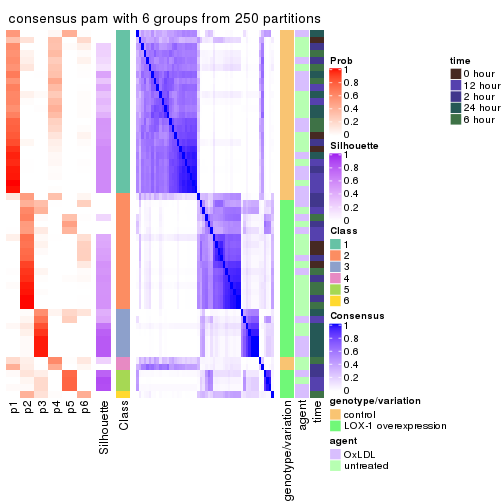 consensus pam with 6 groups from 250 partitions
Prob
1
0.8
0.6
0.4
0.2
0
time
0 hour
12 hour
2 hour
24 hour
6 hour
Silhouette
1
0.8
0.6
0.4
0.2
0
Class
1
2
3
4
5
6
Consensus
1
0.8
0.6
0.4
0.2
0
genotype/variation
control
LOX-1 overexpression
agent
OxLDL
untreated
p1
p2
p3
p4
p5
p6
Silhouette
Class
genotype/variation
agent
time